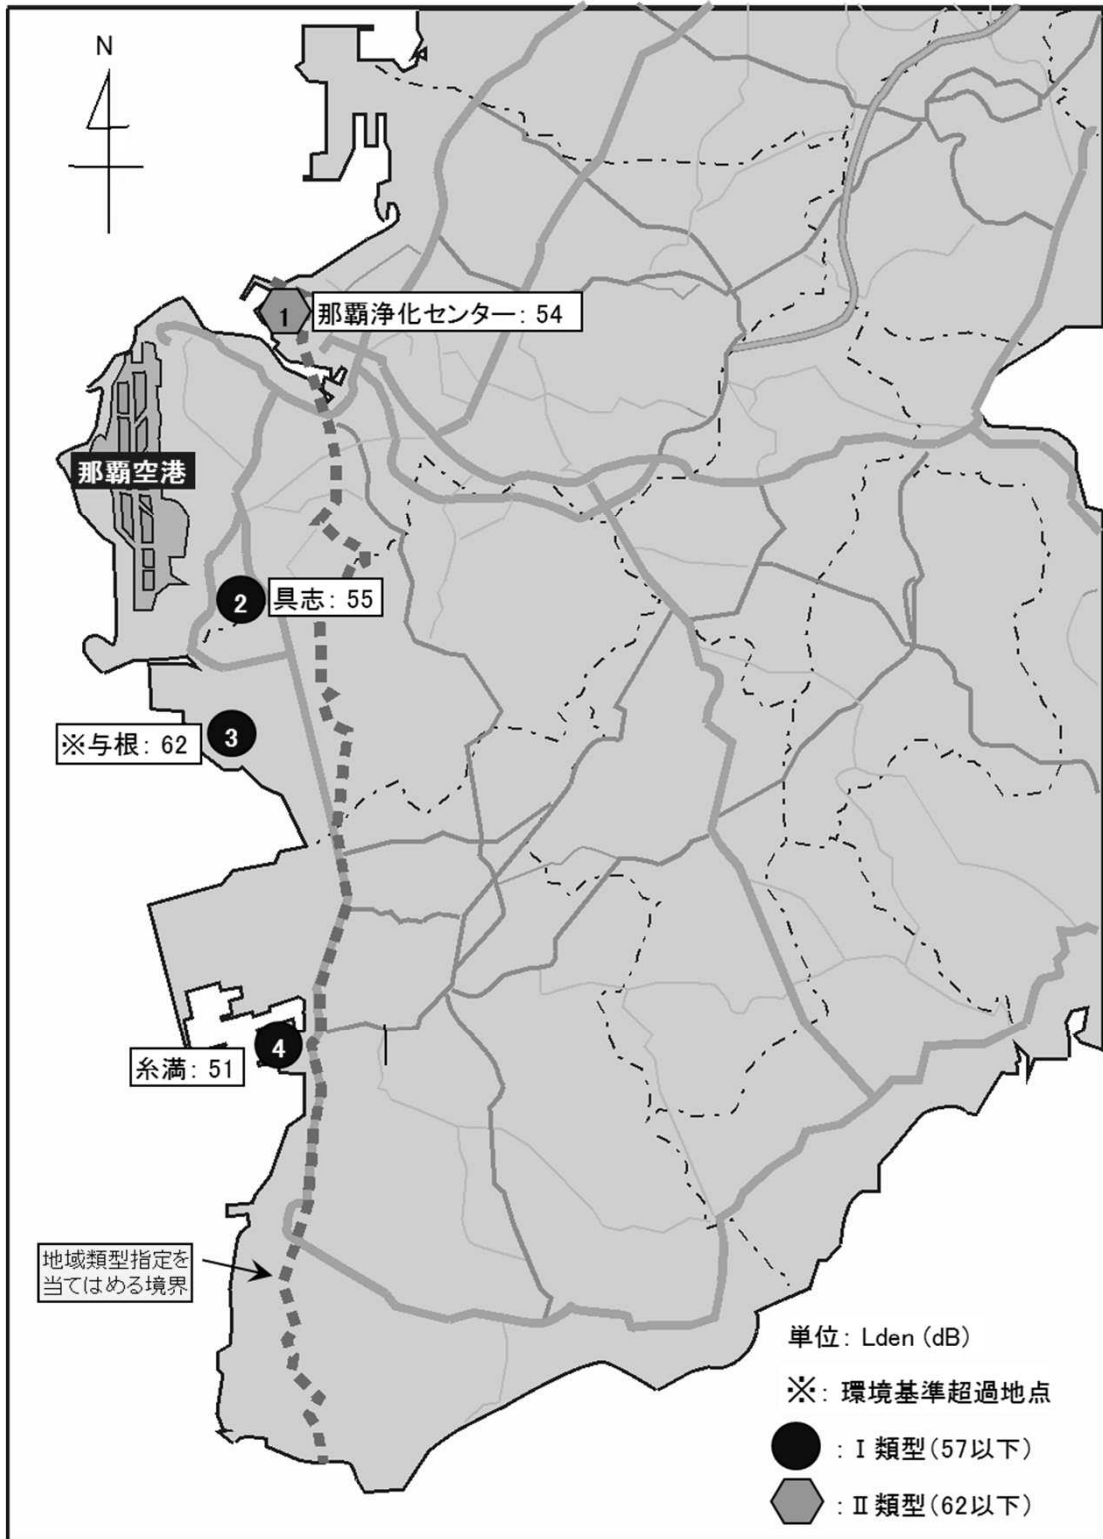 N
1
那覇浄化センター: 54
那覇空港
2
具志: 55
※与根: 62
3
4
糸満: 51
地域類型指定を
当てはめる境界
単位: Lden (dB)
※: 環境基準超過地点
: Ⅰ類型(57以下)
: Ⅱ類型(62以下)